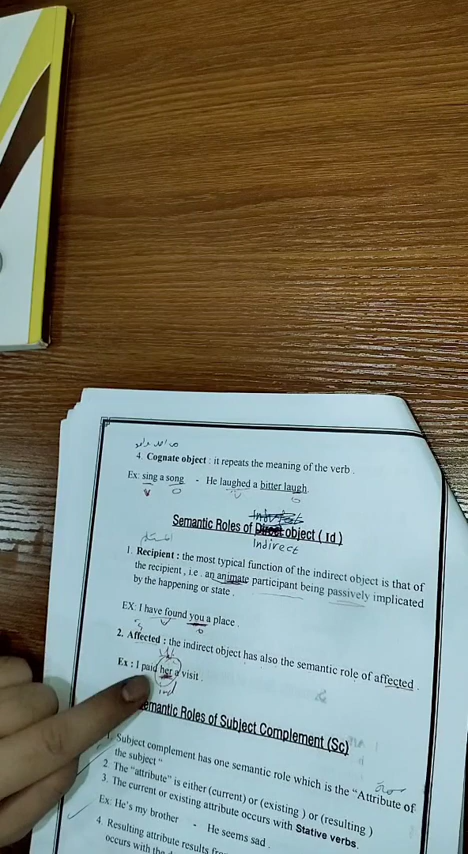 4. Cognate object : it repeats the meaning of the verb .
Ex: sing a song - He laughed a bitter laugh.
Semantic Roles of object ( Id )
Indirect
1. Recipient : the most typical function of the indirect object is that of
the recipient , i.e . an animate participant being passively implicated
by the happening or state .
EX: I have found you a place .
2. Affected : the indirect object has also the semantic role of affected .
Ex : I paid her a visit .
Semantic Roles of Subject Complement (Sc)
1. Subject complement has one semantic role which is the "Attribute of
the subject "
2. The "attribute" is either (current) or (existing ) or (resulting )
3. The current or existing attribute occurs with Stative verbs.
Ex: He's my brother - He seems sad .
4. Resulting attribute results
occurs with